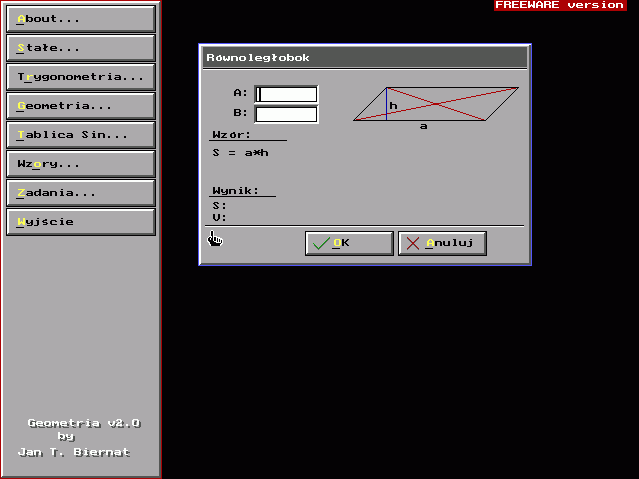 FREEWARE version
About...
Stałe...
Trygonometria...
Geometria...
Tablica Sin...
Wzory...
Zadania...
Wyjście
Geometria v2.0
by
Jan T. Biernat
Równoległobok
A:
B:
h
a
Wzór:
S = a*h
Wynik:
S:
V:
OK
Anuluj